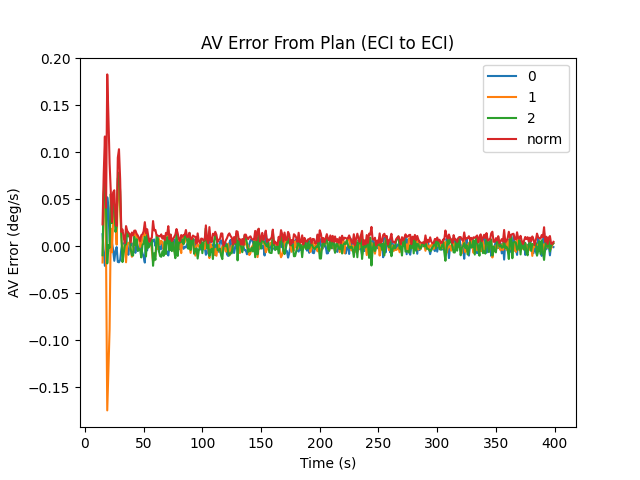 AV Error From Plan (ECI to ECI)
0
1
2
norm
AV Error (deg/s)
0.20
0.15
0.10
0.05
0.00
−0.05
−0.10
−0.15
0 50 100 150 200 250 300 350 400
Time (s)